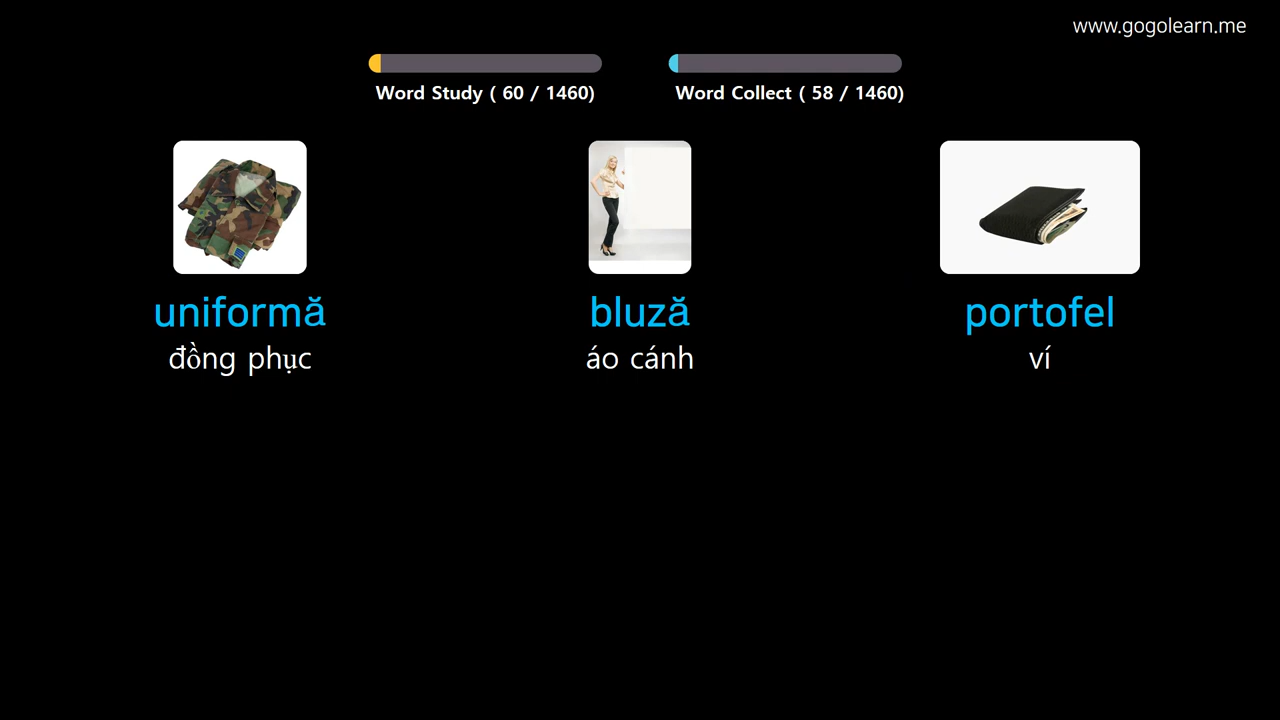 www.gogolearn.me
Word Study ( 60 / 1460)
Word Collect ( 58 / 1460)
uniformă
bluză
portofel
đồng phục
áo cánh
ví